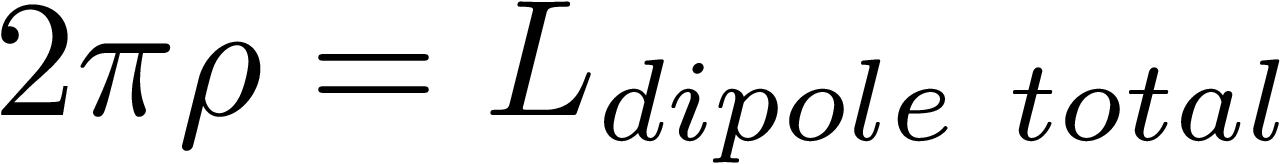 2πρ = L_{dipole total}